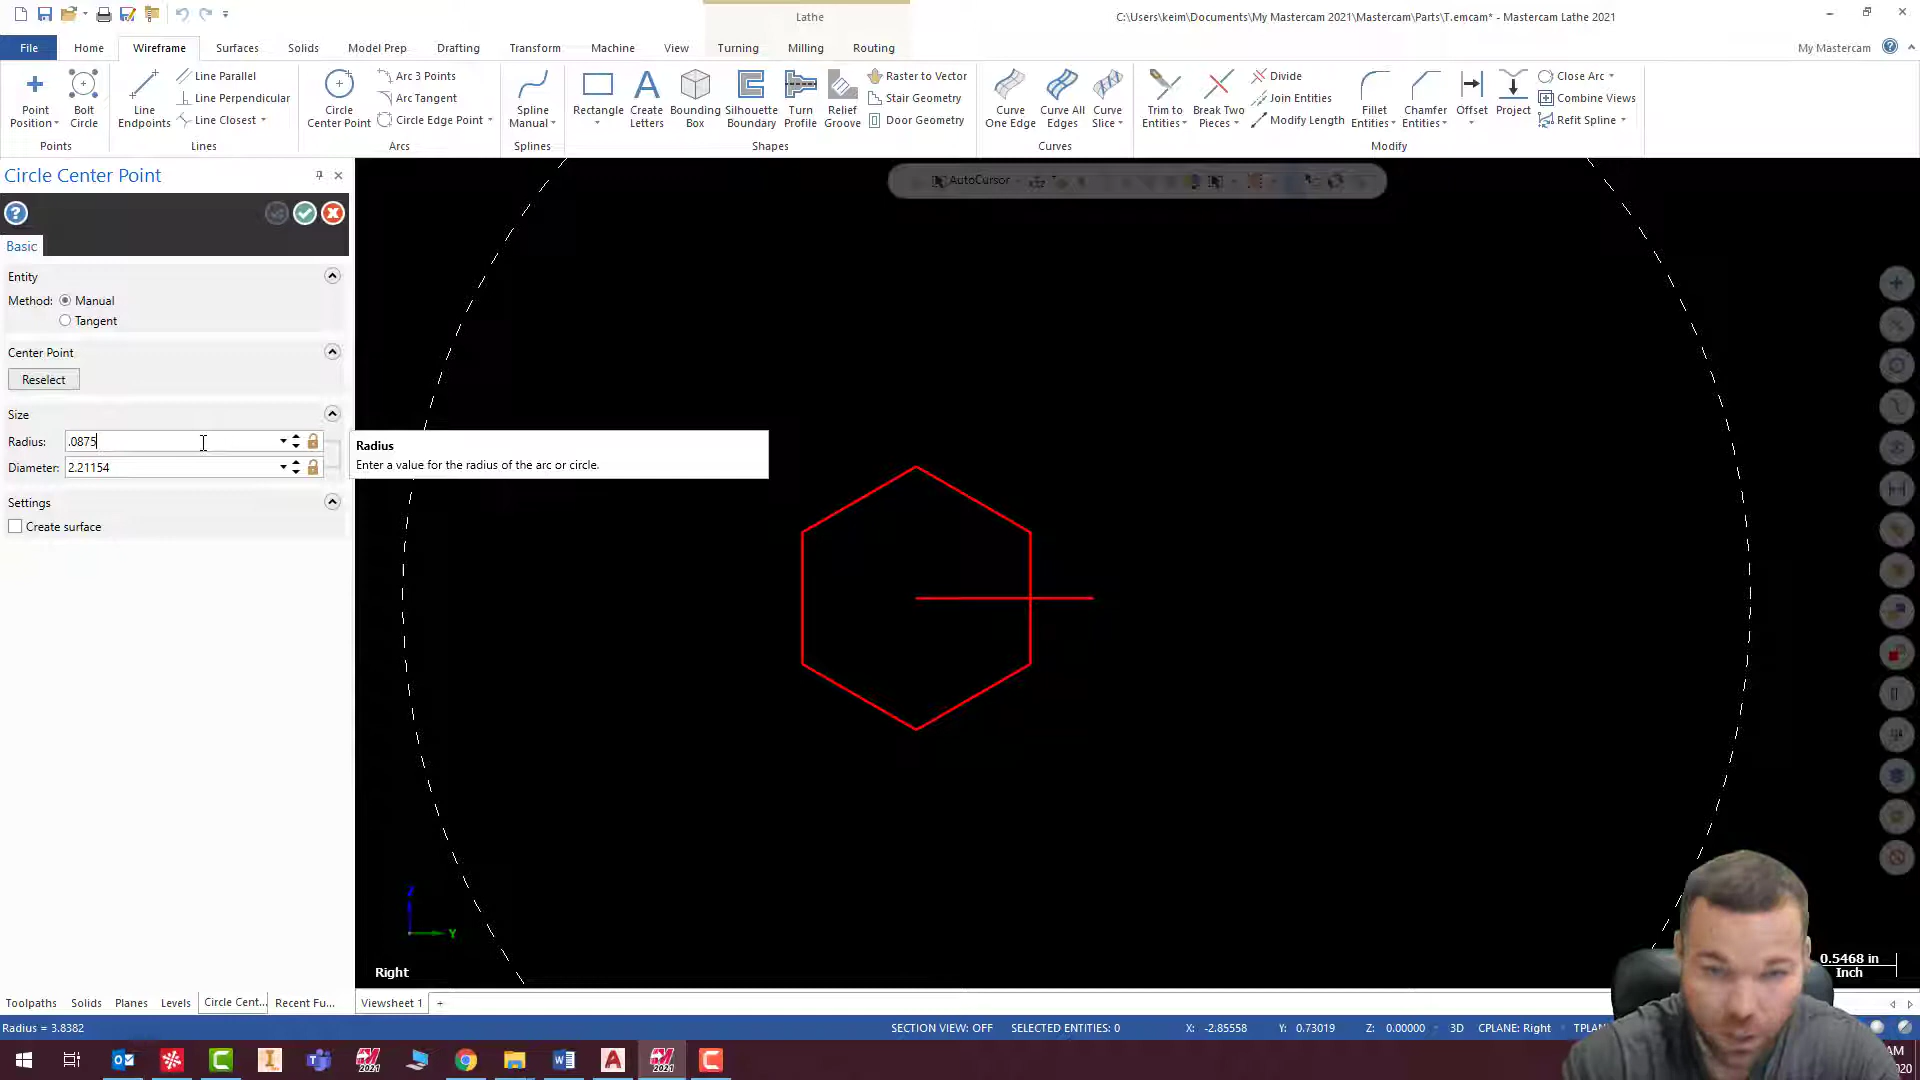 Lathe
C:\Users\keim\Documents\My Mastercam 2021\Mastercam\Parts\T.emcam* - Mastercam Lathe 2021
File Home Wireframe Surfaces Solids Model Prep Drafting Transform Machine View Turning Milling Routing My Mastercam
Point Position
Bolt Circle
Points
Line Endpoints
Line Parallel
Line Perpendicular
Line Closest
Lines
Circle Center Point
Arc 3 Points
Arc Tangent
Circle Edge Point
Arcs
Spline Manual
Splines
Rectangle
Create Letters
Bounding Box
Silhouette Boundary
Turn Profile
Relief Groove
Raster to Vector
Stair Geometry
Door Geometry
Shapes
Curve One Edge
Curve All Edges
Curve Slice
Curves
Trim to Entities
Break Two Pieces
Divide
Join Entities
Modify Length
Fillet Entities
Chamfer Entities
Offset
Project
Close Arc
Combine Views
Refit Spline
Modify
Circle Center Point
Basic
Entity
Method: Manual
Tangent
Center Point
Reselect
Size
Radius: .0875
Diameter: 2.21154
Settings
Create surface
AutoCursor
Radius
Enter a value for the radius of the arc or circle.
Z
Y
Right
0.5468 in
Inch
Toolpaths Solids Planes Levels Circle Cent... Recent Fu... Viewsheet 1 +
Radius = 3.8382
SECTION VIEW: OFF SELECTED ENTITIES: 0 X: -2.85558 Y: 0.73019 Z: 0.00000 3D CPLANE: Right
2021
2021